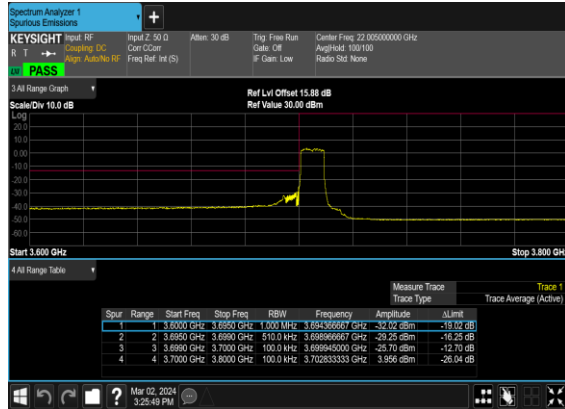 Spectrum Analyzer 1
Spurious Emissions
+
KEYSIGHT Input: RF Input Z: 50 Ω Atten: 30 dB Trig: Free Run Center Freq: 22.005000000 GHz
R T Coupling: DC Corr CCorr Gate: Off Avg|Hold: 100/100
Align: Auto/No RF Freq Ref: Int (S) IF Gain: Low Radio Std: None
LV PASS
3 All Range Graph
Ref Lvl Offset 15.88 dB
Scale/Div 10.0 dB Ref Value 30.00 dBm
Log
20.0
10.0
0.00
-10.0
-20.0
-30.0
-40.0
-50.0
-60.0
Start 3.600 GHz Stop 3.800 GHz
4 All Range Table
Measure Trace Trace 1
Trace Type Trace Average (Active)
Spur Range Start Freq Stop Freq RBW Frequency Amplitude ΔLimit
1 1 3.6000 GHz 3.6950 GHz 1.000 MHz 3.694366667 GHz -32.02 dBm -19.02 dB
2 2 3.6950 GHz 3.6990 GHz 510.0 kHz 3.698966667 GHz -29.25 dBm -16.25 dB
3 3 3.6990 GHz 3.7000 GHz 100.0 kHz 3.699945000 GHz -25.70 dBm -12.70 dB
4 4 3.7000 GHz 3.8000 GHz 100.0 kHz 3.702833333 GHz 3.956 dBm -26.04 dB
? Mar 02, 2024
3:25:49 PM